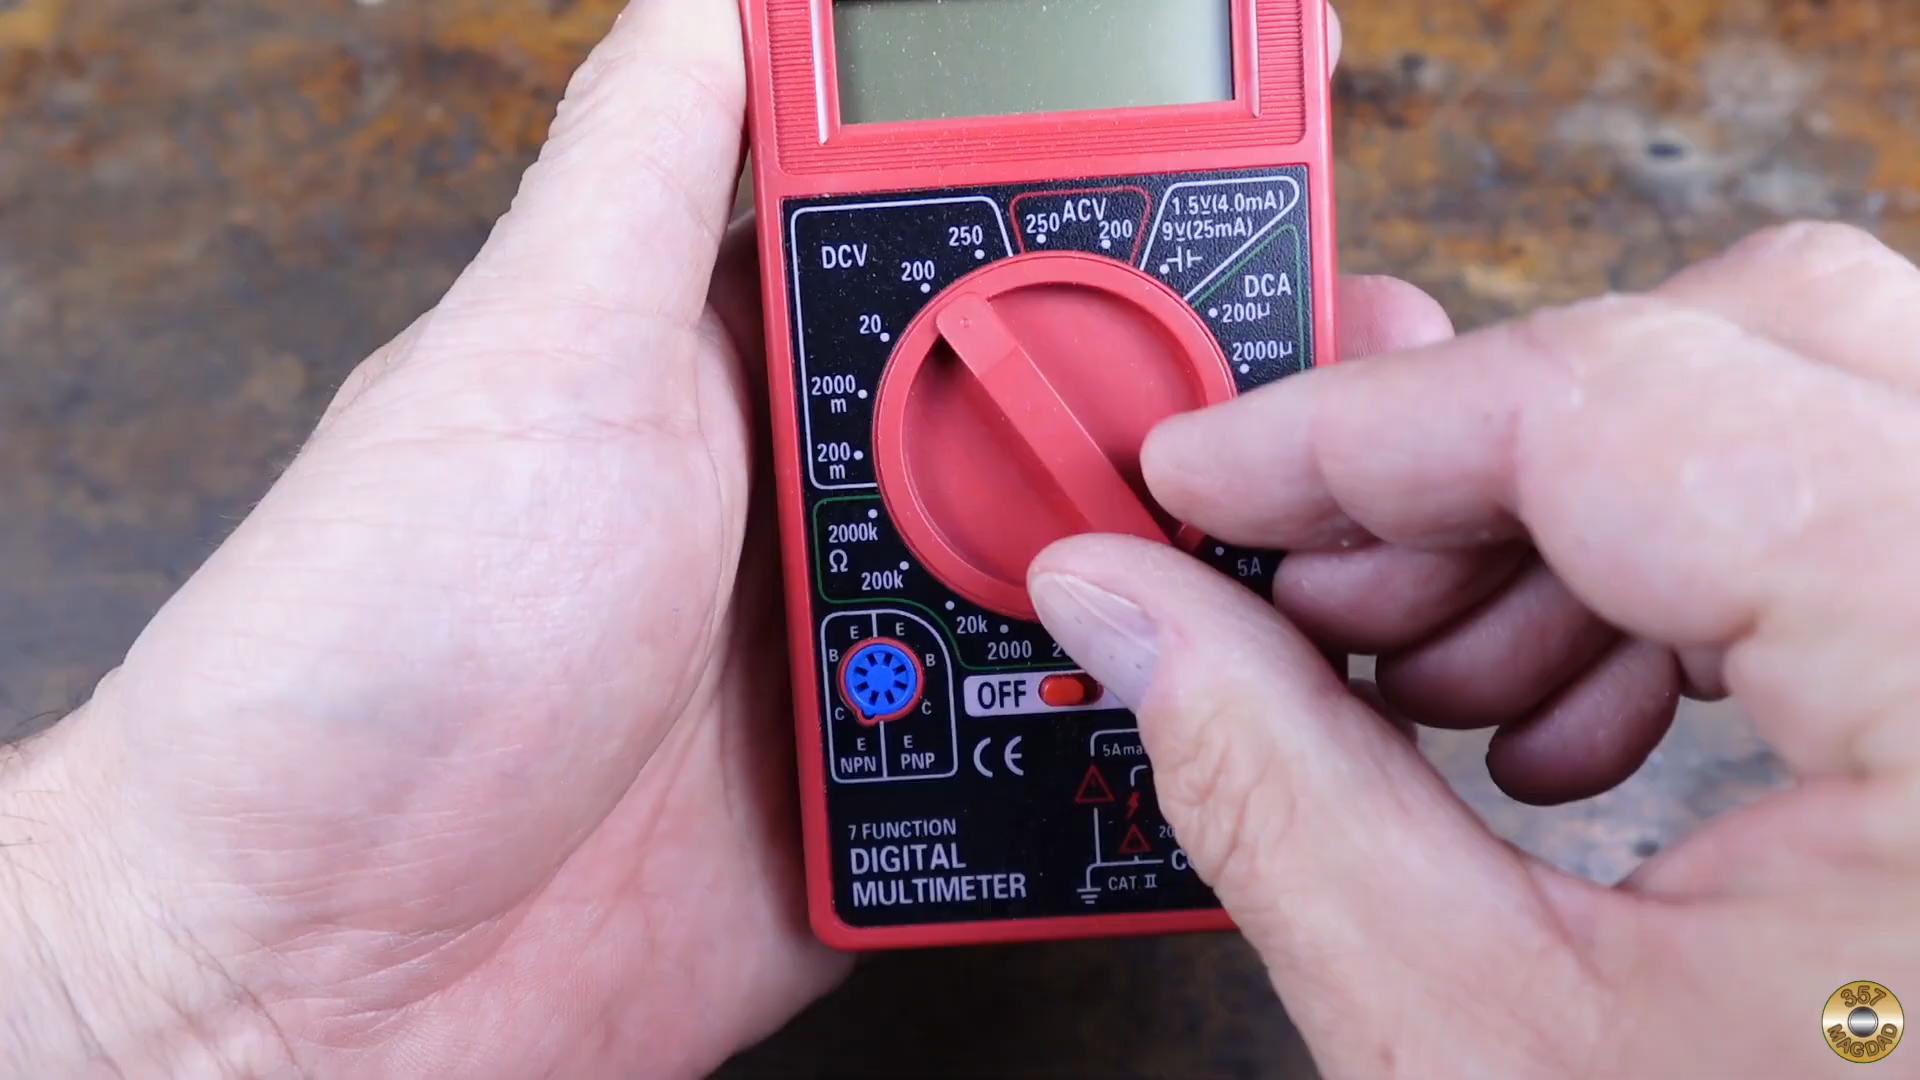 DCV
250
200
20
2000
m
200
m
250 ACV 200
1.5V(4.0mA)
9V(25mA)
DCA
200µ
2000µ
5A
2000k
Ω
200k
20k
2000
E E
B B
C C
E E
NPN PNP
OFF
CE
5A
7 FUNCTION
DIGITAL
MULTIMETER
CAT. II
357
MAGDAD